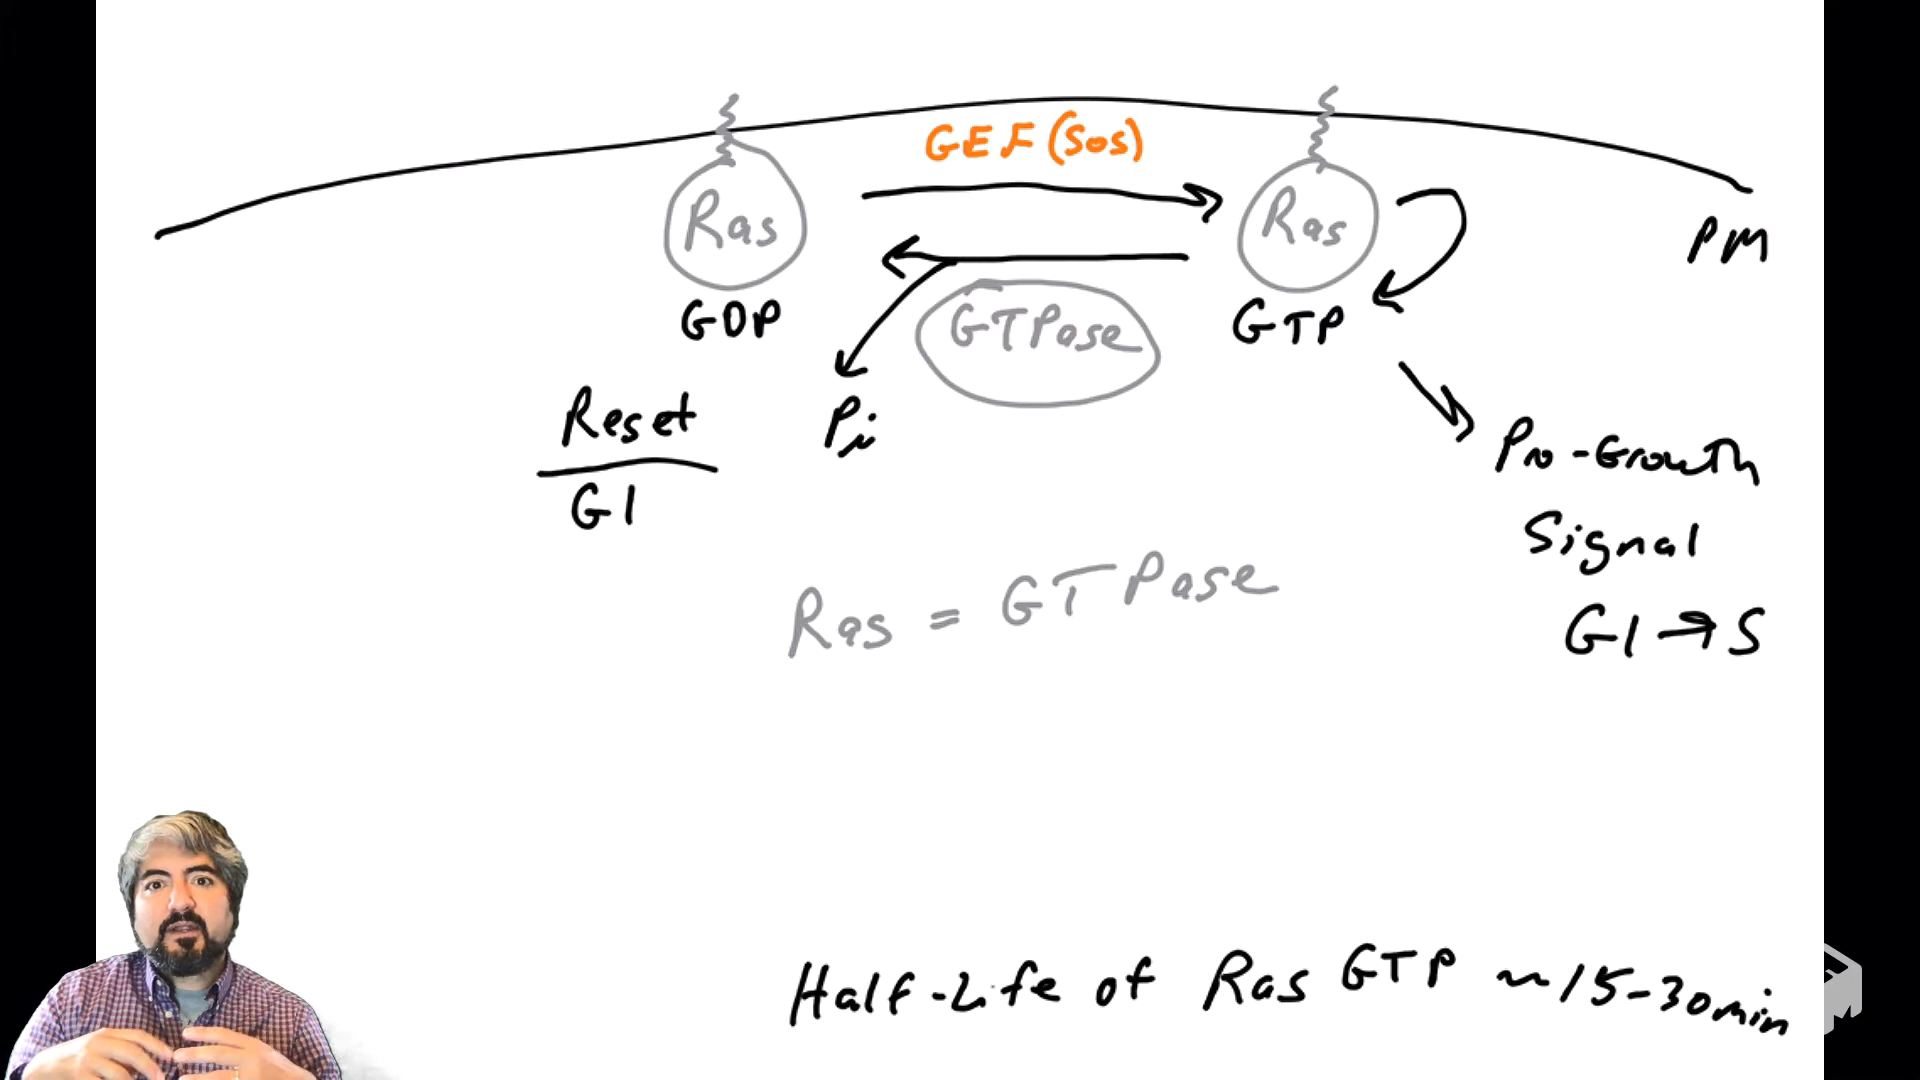 GEF (Sos)
Ras
Ras
PM
GDP
GTPase
GTP
Reset
Pi
G1
Pro-Growth
Signal
Ras = GTPase
G1 → S
Half-Life of Ras GTP ~ 15-30min